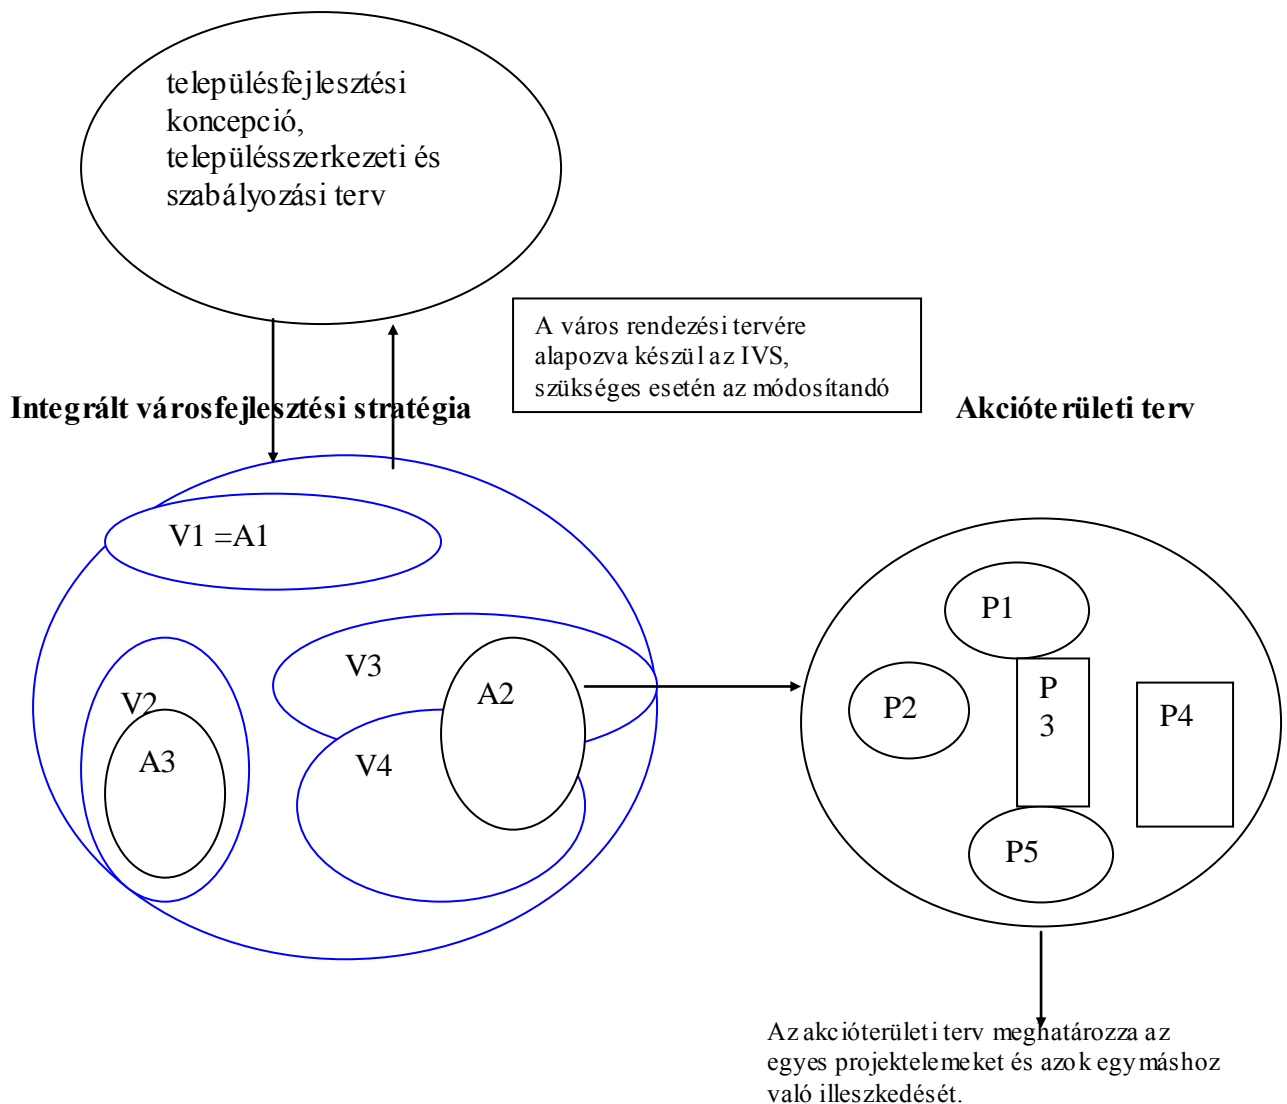 településfejlesztési
koncepció,
településszerkezeti és
szabályozási terv
A város rendezési tervére
alapozva készül az IVS,
szükséges esetén az módosítandó
Integrált városfejlesztési stratégia
Akcióterületi terv
V1 =A1
V3
A2
V2
A3
V4
P1
P2
P
3
P4
P5
Az akcióterületi terv meghatározza az
egyes projektelemeket és azok egymáshoz
való illeszkedését.